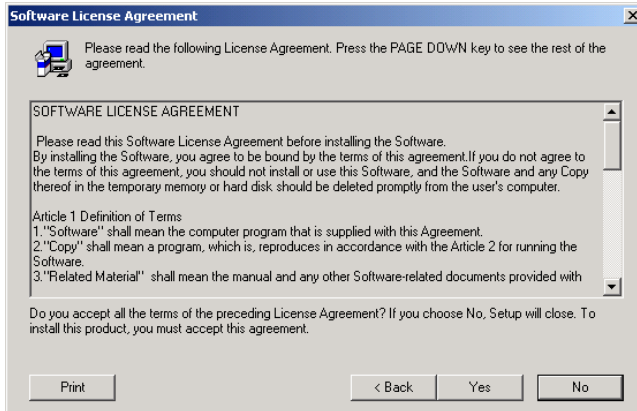 Software License Agreement
Please read the following License Agreement. Press the PAGE DOWN key to see the rest of the
agreement.
SOFTWARE LICENSE AGREEMENT
Please read this Software License Agreement before installing the Software.
By installing the Software, you agree to be bound by the terms of this agreement.If you do not agree to
the terms of this agreement, you should not install or use this Software, and the Software and any Copy
thereof in the temporary memory or hard disk should be deleted promptly from the user's computer.
Article 1 Definition of Terms
1."Software" shall mean the computer program that is supplied with this Agreement.
2."Copy" shall mean a program, which is, reproduces in accordance with the Article 2 for running the
Software.
3."Related Material"  shall mean the manual and any other Software-related documents provided with
Do you accept all the terms of the preceding License Agreement? If you choose No, Setup will close. To
install this product, you must accept this agreement.
Print
< Back
Yes
No